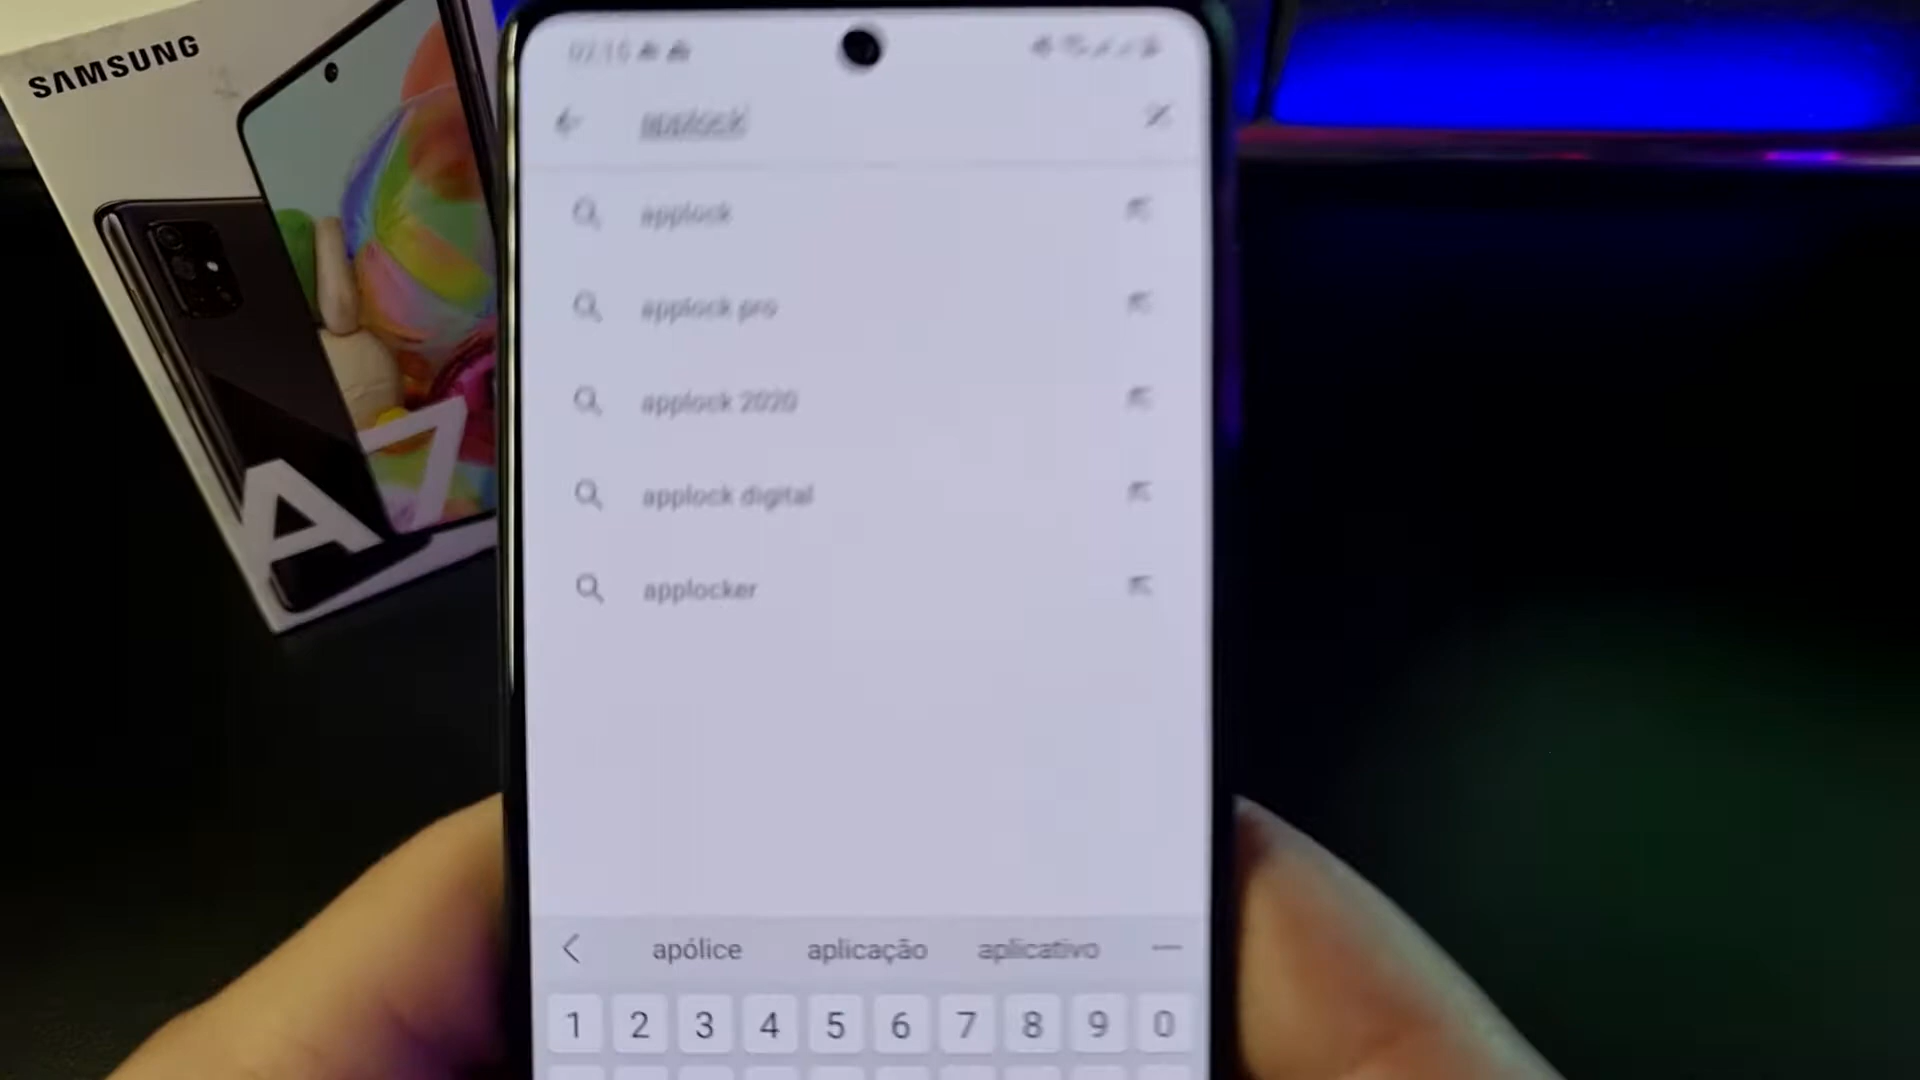 SAMSUNG
A7
applock
applock
applock pro
applock 2020
applock digital
applocker
apólice aplicação aplicativo
1 2 3 4 5 6 7 8 9 0